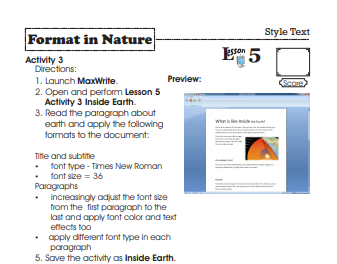 Style Text
Format in Nature
Lesson 5
Activity 3
Directions:
Preview:
Score
1. Launch MaxWrite.
2. Open and perform Lesson 5
Activity 3 Inside Earth.
3. Read the paragraph about
earth and apply the following
formats to the document:
What is like Inside the Earth?
Title and subtitle
• font type - Times New Roman
• font size = 36
Paragraphs
• increasingly adjust the font size
from the first paragraph to the
last and apply font color and text
effects too
• apply different font type in each
paragraph
5. Save the activity as Inside Earth.